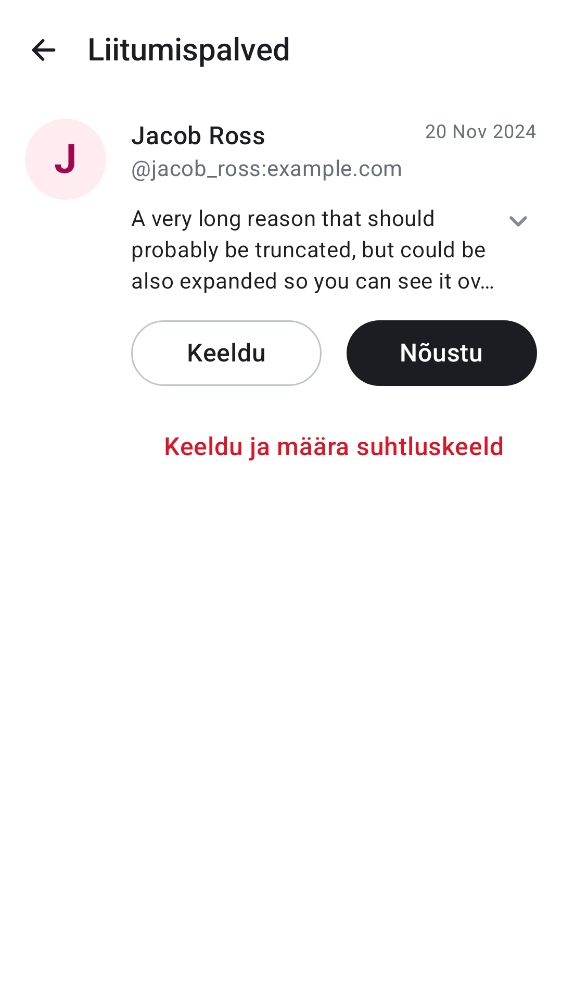 Liitumispalved
J
Jacob Ross
20 Nov 2024
@jacob_ross:example.com
A very long reason that should
probably be truncated, but could be
also expanded so you can see it ov…
Keeldu
Nõustu
Keeldu ja määra suhtluskeeld